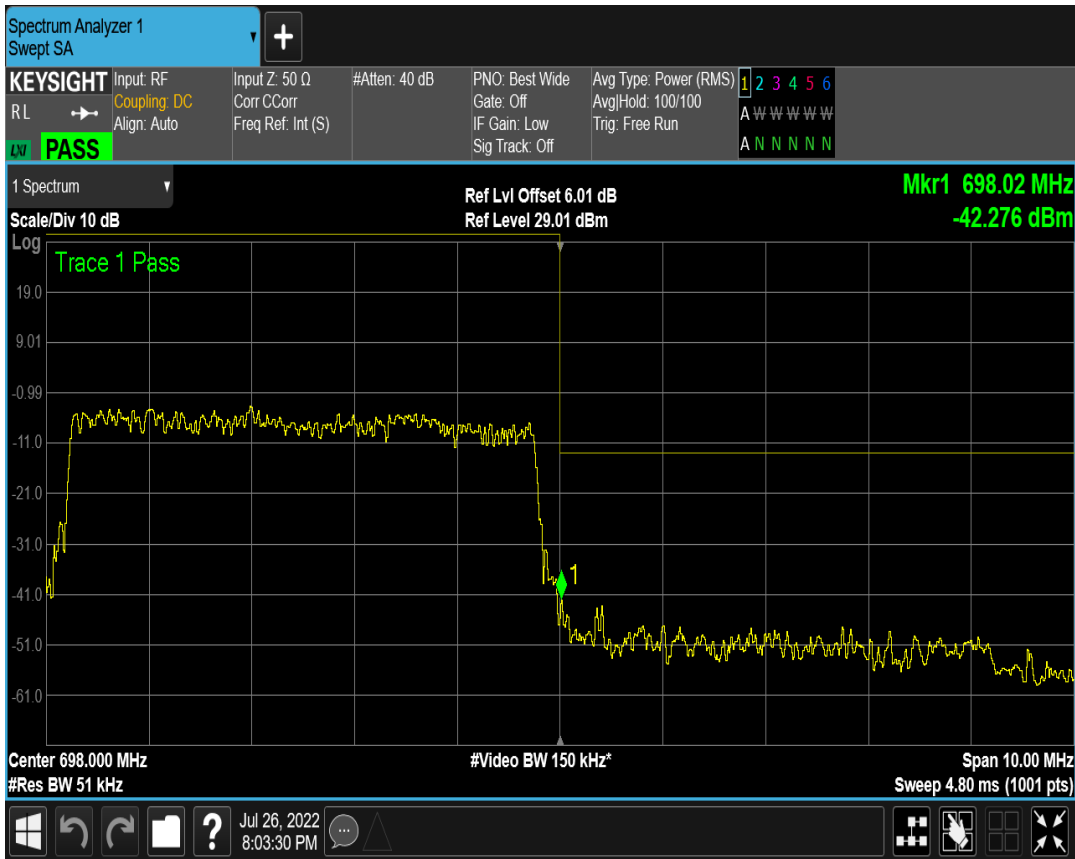 Spectrum Analyzer 1
Swept SA
KEYSIGHT
RL
LXI PASS
Input: RF
Coupling: DC
Align: Auto
Input Z: 50 Ω
Corr CCorr
Freq Ref: Int (S)
#Atten: 40 dB
PNO: Best Wide
Gate: Off
IF Gain: Low
Sig Track: Off
Avg Type: Power (RMS)
Avg|Hold: 100/100
Trig: Free Run
1 2 3 4 5 6
A W W W W W
A N N N N N
1 Spectrum
Scale/Div 10 dB
Ref Lvl Offset 6.01 dB
Ref Level 29.01 dBm
Mkr1 698.02 MHz
-42.276 dBm
Log
Trace 1 Pass
19.0
9.01
-0.99
-11.0
-21.0
-31.0
1
-41.0
-51.0
-61.0
Center 698.000 MHz
#Res BW 51 kHz
#Video BW 150 kHz*
Span 10.00 MHz
Sweep 4.80 ms (1001 pts)
?
Jul 26, 2022
8:03:30 PM